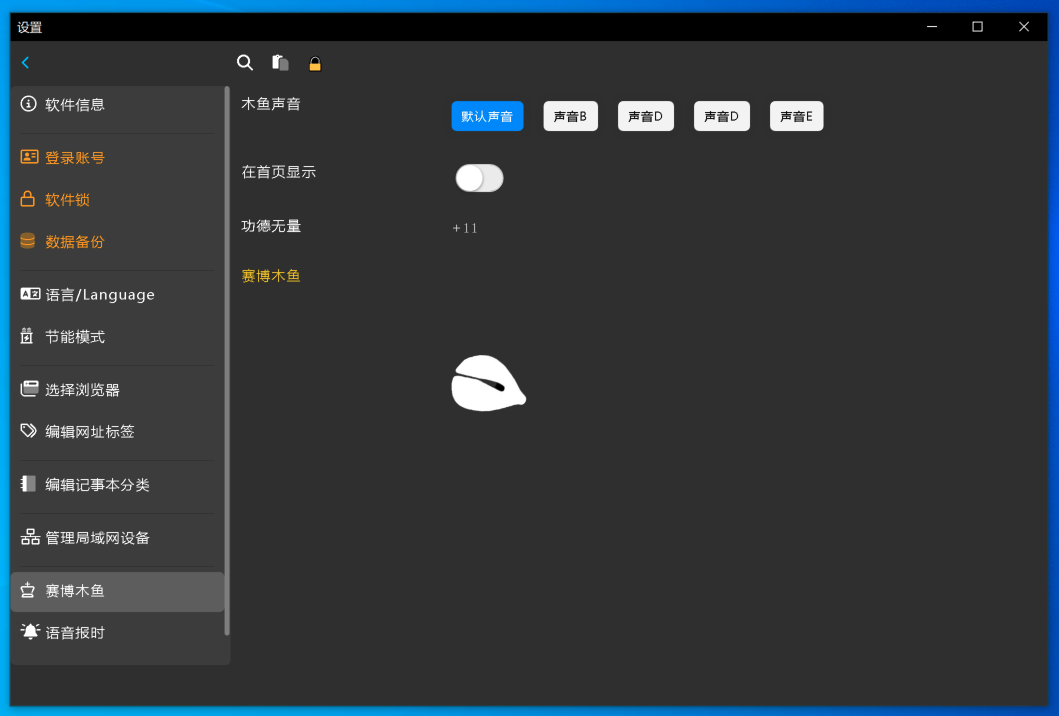 设置
软件信息
登录账号
软件锁
数据备份
语言/Language
节能模式
选择浏览器
编辑网址标签
编辑记事本分类
管理局域网设备
赛博木鱼
语音报时
木鱼声音
默认声音 声音B 声音D 声音D 声音E
在首页显示
功德无量 +11
赛博木鱼